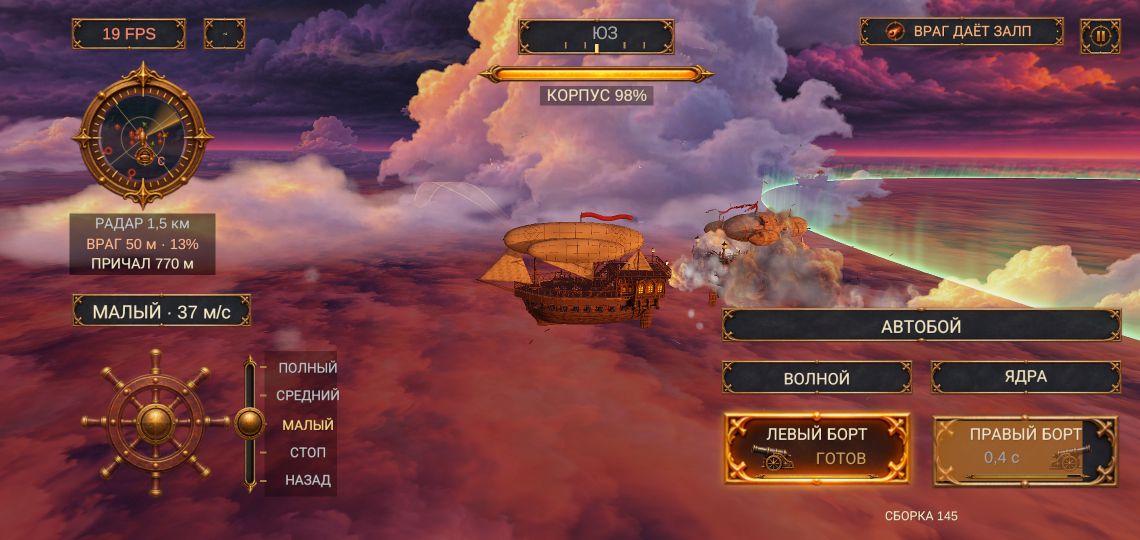 19 FPS
ЮЗ
ВРАГ ДАЁТ ЗАЛП
КОРПУС 98%
С
РАДАР 1,5 км
ВРАГ 50 м · 13%
ПРИЧАЛ 770 м
МАЛЫЙ · 37 м/с
ПОЛНЫЙ
СРЕДНИЙ
МАЛЫЙ
СТОП
НАЗАД
АВТОБОЙ
ВОЛНОЙ
ЯДРА
ЛЕВЫЙ БОРТ
ГОТОВ
ПРАВЫЙ БОРТ
0,4 с
СБОРКА 145